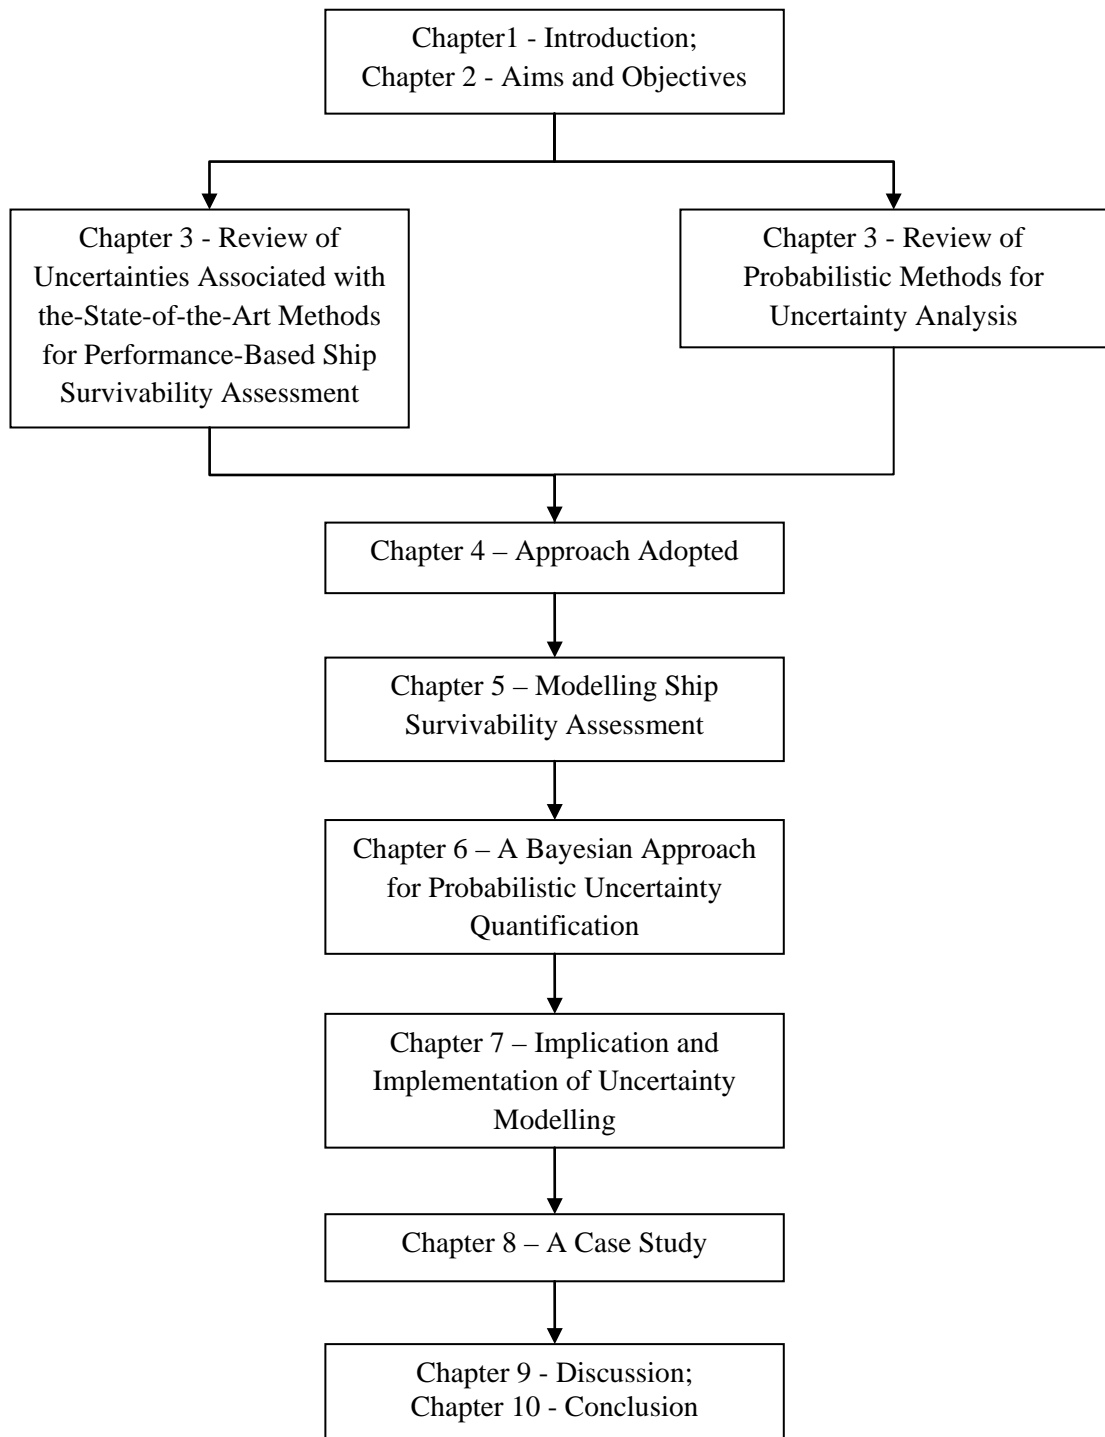 Chapter1 - Introduction;
Chapter 2 - Aims and Objectives
Chapter 3 - Review of
Uncertainties Associated with
the-State-of-the-Art Methods
for Performance-Based Ship
Survivability Assessment
Chapter 3 - Review of
Probabilistic Methods for
Uncertainty Analysis
Chapter 4 – Approach Adopted
Chapter 5 – Modelling Ship
Survivability Assessment
Chapter 6 – A Bayesian Approach
for Probabilistic Uncertainty
Quantification
Chapter 7 – Implication and
Implementation of Uncertainty
Modelling
Chapter 8 – A Case Study
Chapter 9 - Discussion;
Chapter 10 - Conclusion